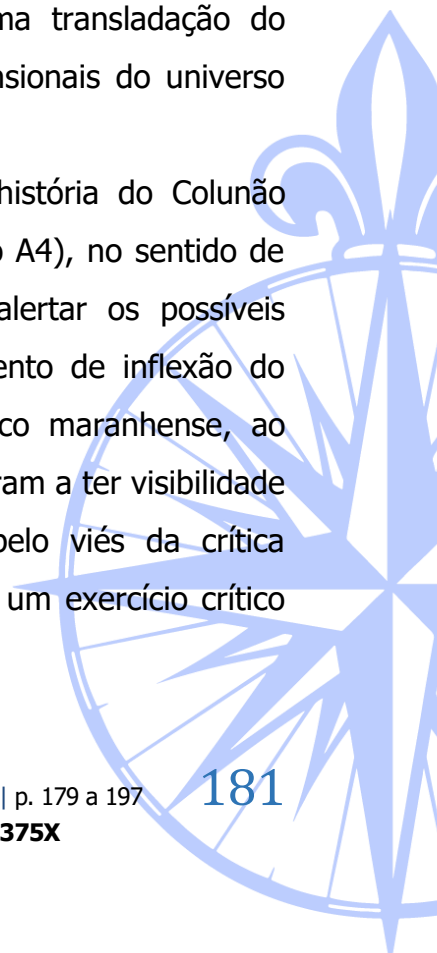 ma transladação do
nsionais do universo
história do Colunão
o A4), no sentido de
alertar os possíveis
ento de inflexão do
co maranhense, ao
ram a ter visibilidade
pelo viés da crítica
um exercício crítico
| p. 179 a 197 181
375X